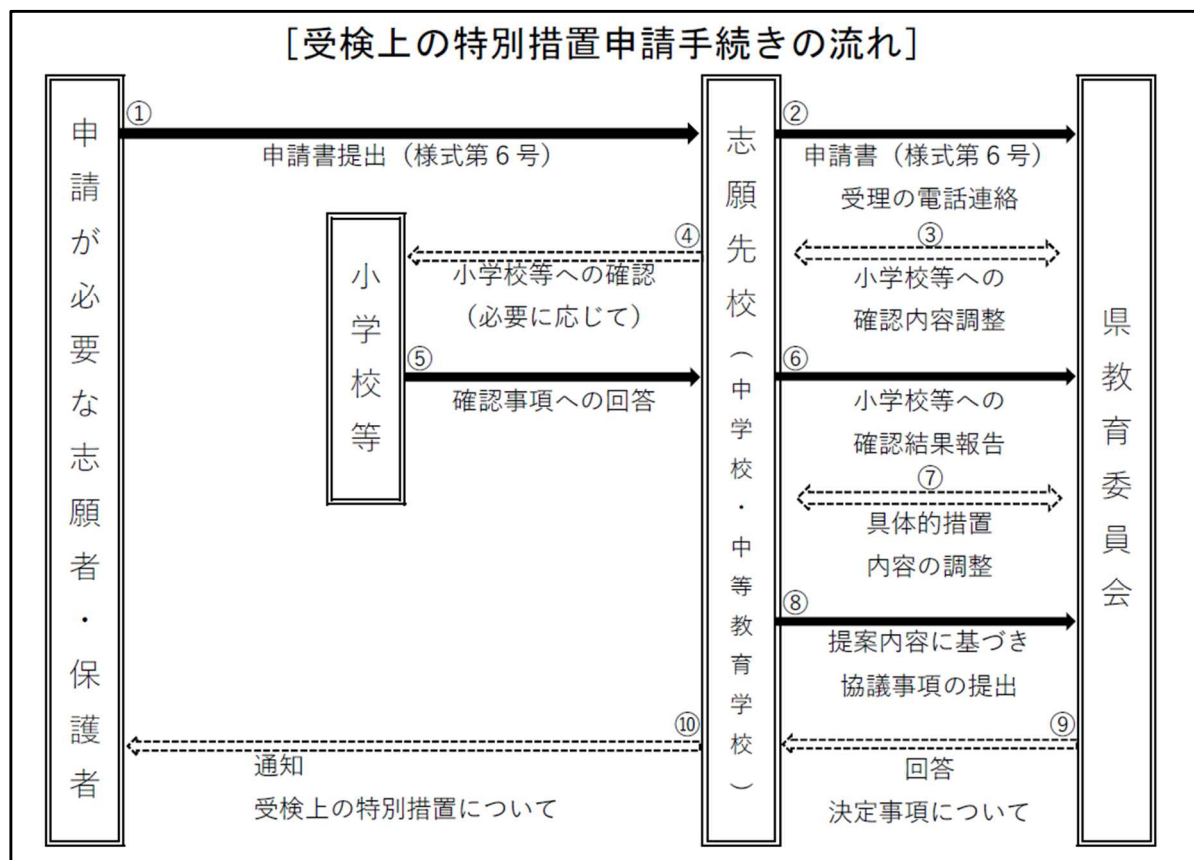 ［受検上の特別措置申請手続きの流れ］
申請が必要な志願者・保護者
①
申請書提出（様式第６号）
小学校等
④
小学校等への確認
（必要に応じて）
⑤
確認事項への回答
⑩
通知
受検上の特別措置について
志願先校（中学校・中等教育学校）
②
申請書（様式第６号）
受理の電話連絡
③
小学校等への
確認内容調整
⑥
小学校等への
確認結果報告
⑦
具体的措置
内容の調整
⑧
提案内容に基づき
協議事項の提出
⑨
回答
決定事項について
県教育委員会